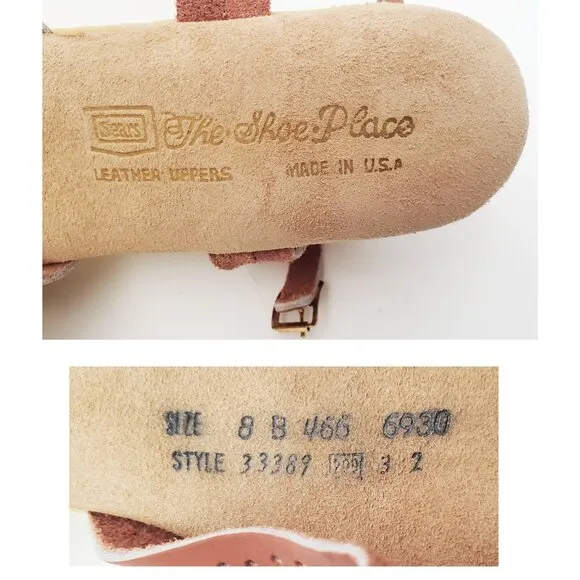 Sears The Shoe Place
LEATHER UPPERS MADE IN U.S.A
SIZE 8 B 466 6930
STYLE 33389 3 2